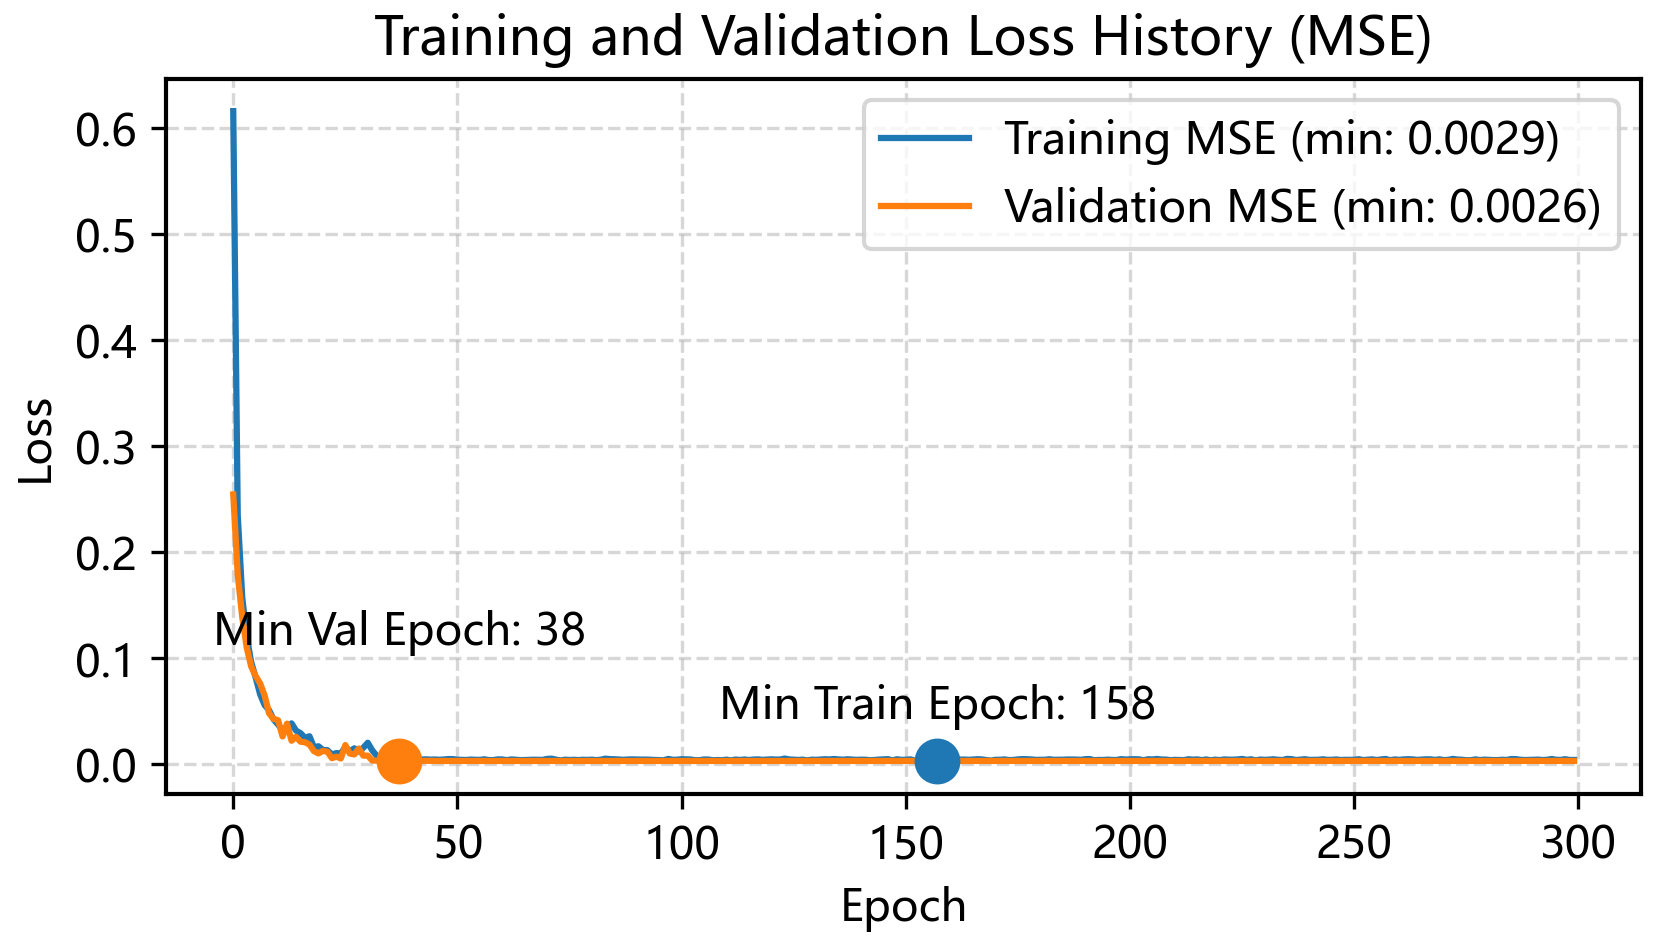 Training and Validation Loss History (MSE)
Training MSE (min: 0.0029)
Validation MSE (min: 0.0026)
0.6
0.5
0.4
0.3
0.2
0.1
0.0
Loss
Min Val Epoch: 38
Min Train Epoch: 158
0 50 100 150 200 250 300
Epoch